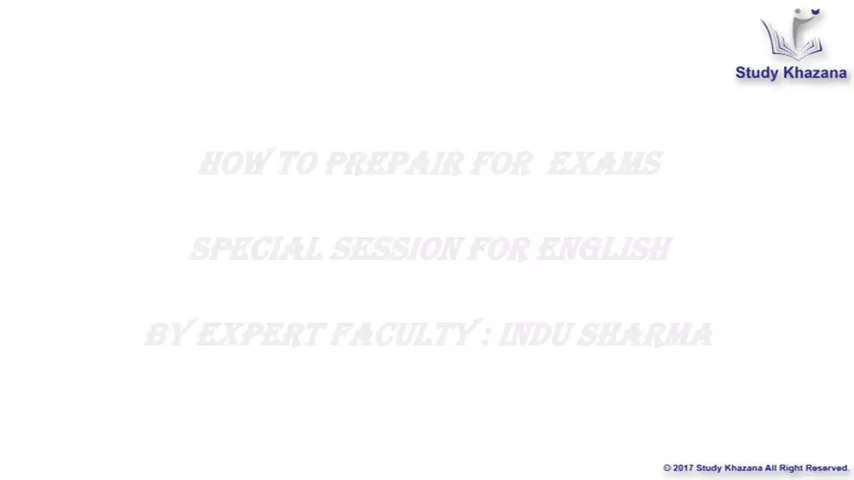 Study Khazana
HOW TO PREPAIR FOR EXAMS
SPECIAL SESSION FOR ENGLISH
BY EXPERT FACULTY : INDU SHARMA
© 2017 Study Khazana All Right Reserved.